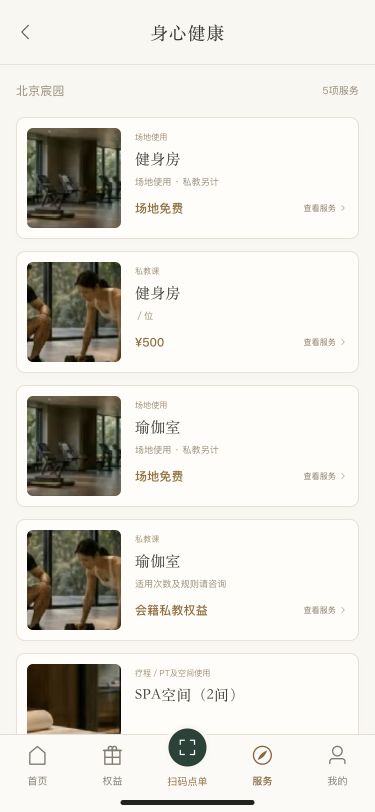 身心健康
北京宸园
5项服务
场地使用
健身房
场地使用 · 私教另计
场地免费
查看服务
私教课
健身房
/ 位
¥500
查看服务
场地使用
瑜伽室
场地使用 · 私教另计
场地免费
查看服务
私教课
瑜伽室
适用次数及规则请咨询
会籍私教权益
查看服务
疗程 / PT及空间使用
SPA空间（2间）
首页
权益
扫码点单
服务
我的